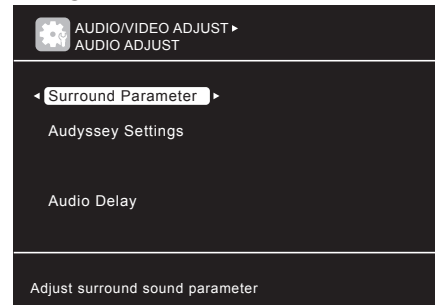 AUDIO/VIDEO ADJUST
AUDIO ADJUST
Surround Parameter
Audyssey Settings
Audio Delay
Adjust surround sound parameter